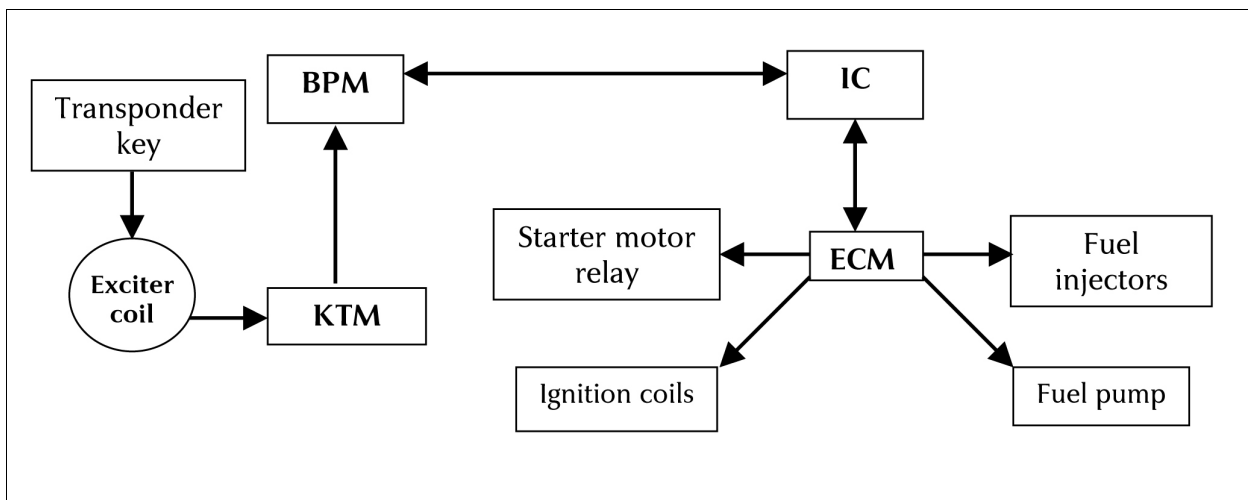 BPM
IC
Transponder
key
Starter motor
relay
ECM
Fuel
injectors
Exciter
coil
KTM
Ignition coils
Fuel pump